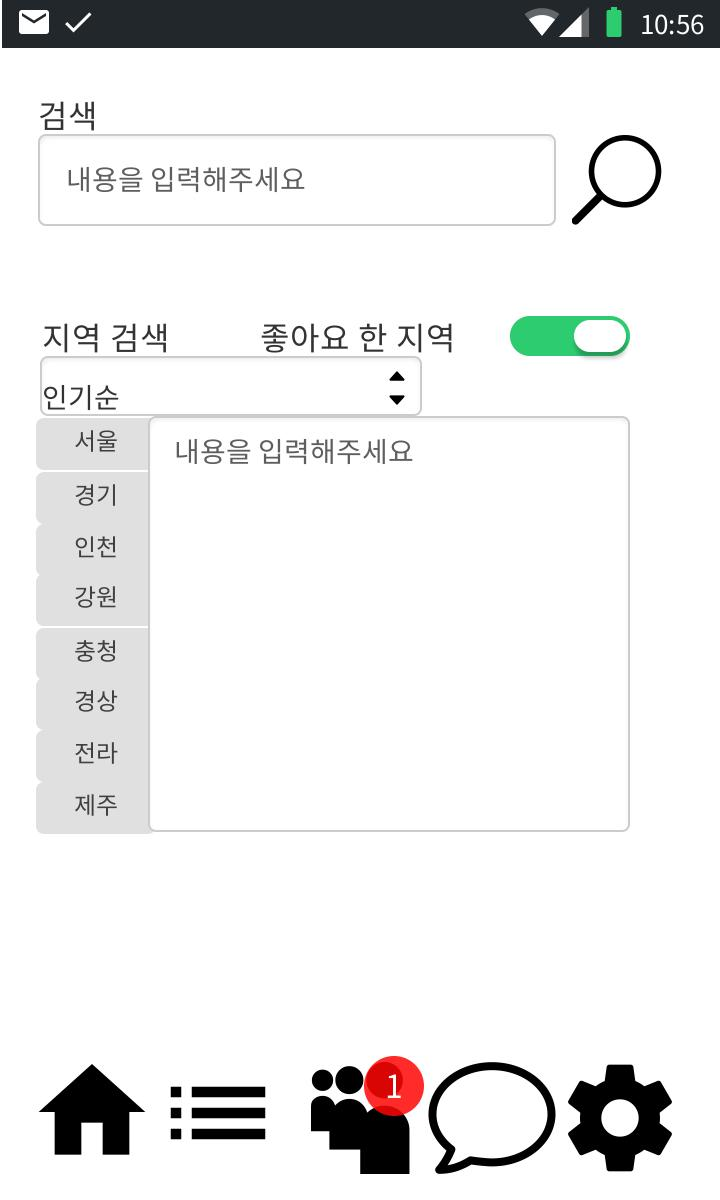 10:56
검색
내용을 입력해주세요
지역 검색 좋아요 한 지역
인기순
서울
내용을 입력해주세요
경기
인천
강원
충청
경상
전라
제주
1